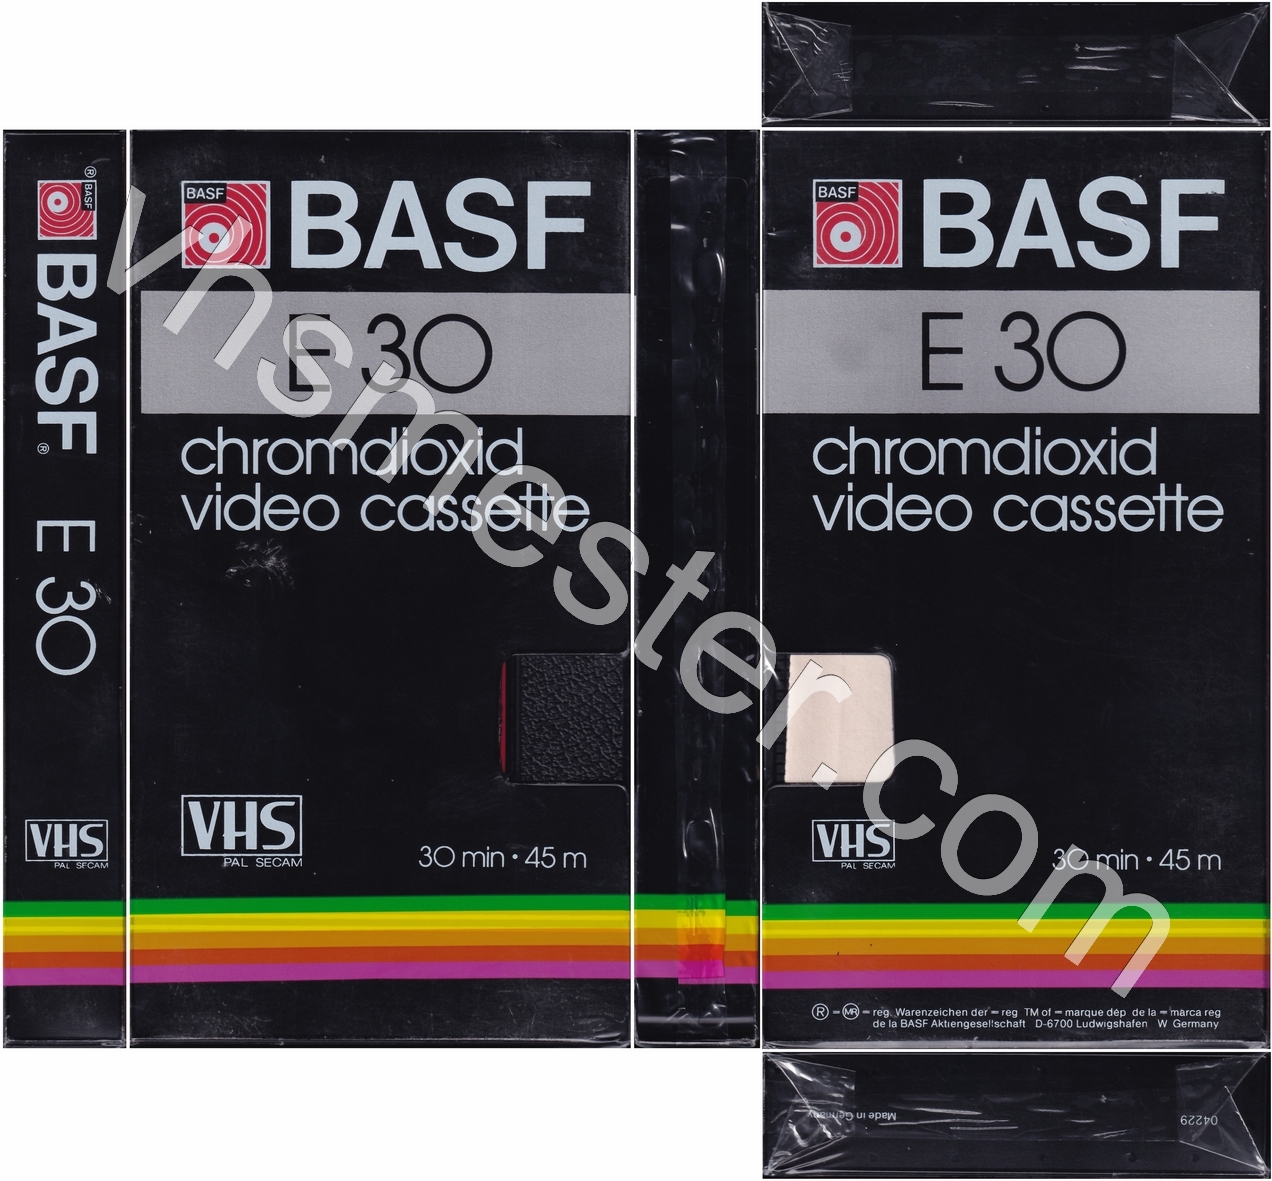 BASF ®
BASF ®
E 30
VHS
PAL SECAM
BASF
BASF
E 30
chromdioxid
video cassette
VHS
PAL SECAM
30 min · 45 m
BASF
BASF
E 30
chromdioxid
video cassette
VHS
PAL SECAM
30 min · 45 m
® = MR = reg. Warenzeichen der = reg TM of = marque dép de la = marca reg
de la BASF Aktiengesellschaft D-6700 Ludwigshafen W Germany
Made in Germany
04229
vhsmester.com